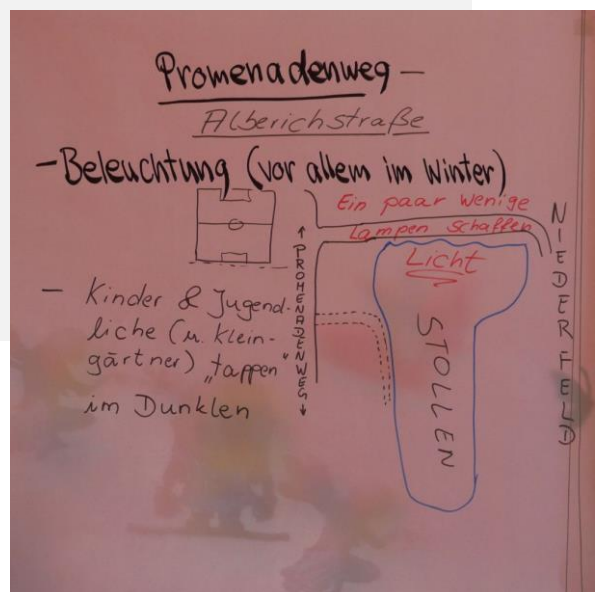 Promenadenweg –
Alberichstraße
- Beleuchtung (vor allem im Winter)
Ein paar wenige
Lampen schaffen
Licht
PROMENADENWEG
NIEDERFELD
STOLLEN
- Kinder & Jugend-
liche (u. Klein-
gärtner) „tappen"
im Dunklen